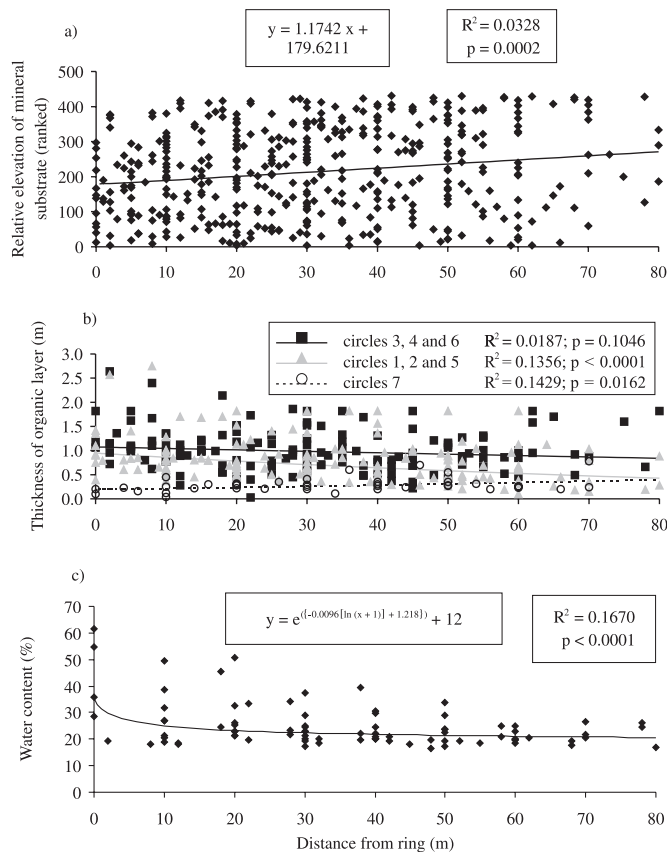 a)
y = 1.1742 x +
179.6211
R² = 0.0328
p = 0.0002
Relative elevation of mineral
substrate (ranked)
500
400
300
200
100
0
0 10 20 30 40 50 60 70 80
b)
Thickness of organic layer (m)
circles 3, 4 and 6 R² = 0.0187; p = 0.1046
circles 1, 2 and 5 R² = 0.1356; p < 0.0001
circles 7 R² = 0.1429; p = 0.0162
3.0
2.5
2.0
1.5
1.0
0.5
0.0
0 10 20 30 40 50 60 70 80
c)
y = e^({-0.0096[ln (x + 1)] + 1.218}) + 12
R² = 0.1670
p < 0.0001
Water content (%)
70
60
50
40
30
20
10
0
0 10 20 30 40 50 60 70 80
Distance from ring (m)